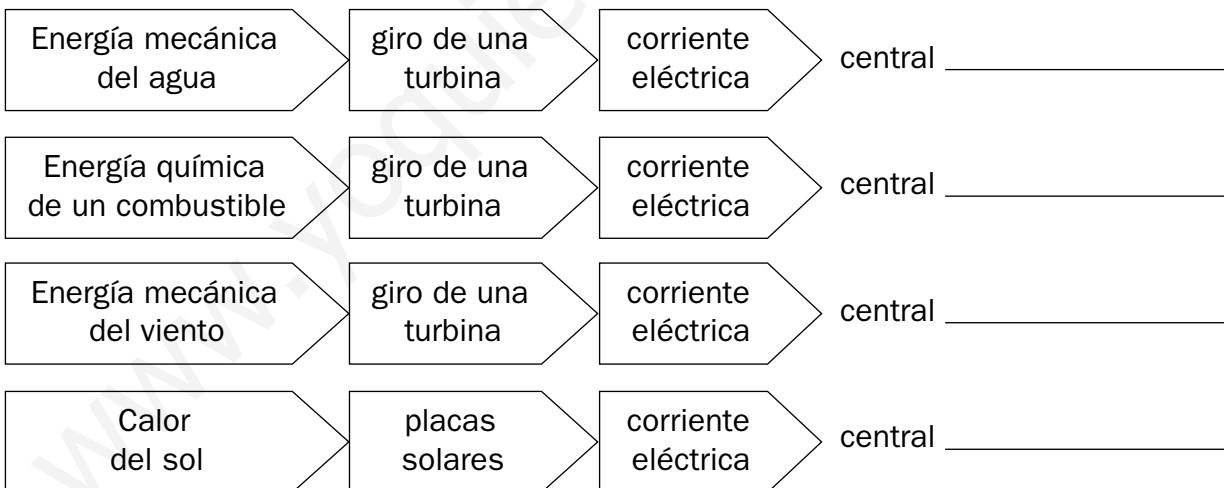 Energía mecánica
del agua
giro de una
turbina
corriente
eléctrica
central
Energía química
de un combustible
giro de una
turbina
corriente
eléctrica
central
Energía mecánica
del viento
giro de una
turbina
corriente
eléctrica
central
Calor
del sol
placas
solares
corriente
eléctrica
central